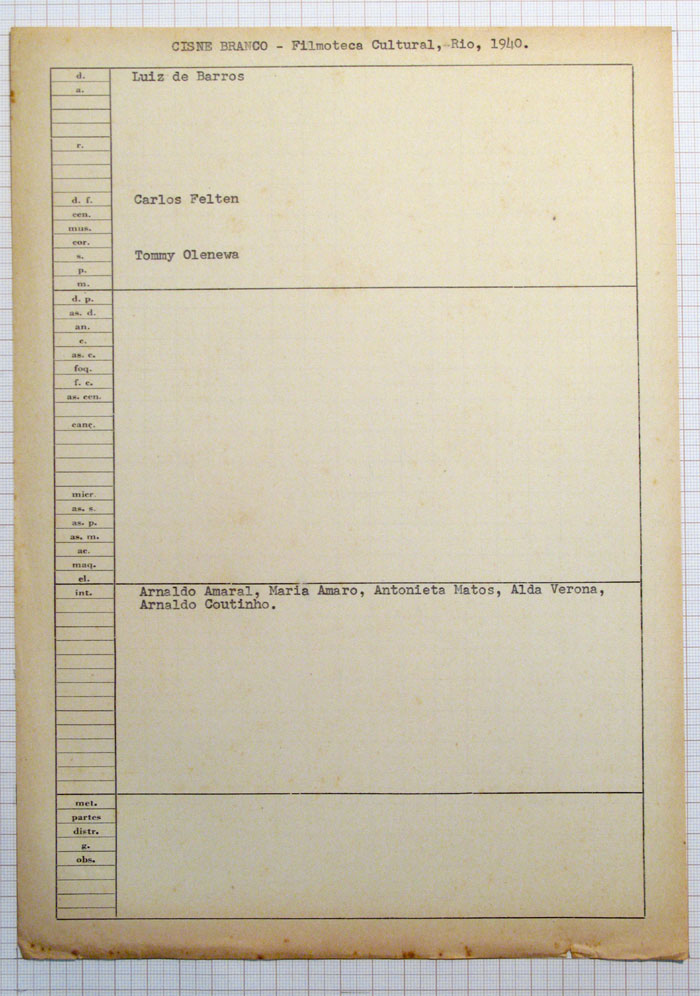 CISNE BRANCO - Filmoteca Cultural, Rio, 1940.
d. Luiz de Barros
a.
r.
d. f. Carlos Felten
cen.
mus.
cor.
s. Tommy Olenewa
p.
m.
d. p.
as. d.
an.
c.
as. c.
foq.
f. c.
as. cen.
canç.
micr.
as. s.
as. p.
as. m.
ac.
maq.
el.
int. Arnaldo Amaral, Maria Amaro, Antonieta Matos, Alda Verona,
Arnaldo Coutinho.
met.
partes
distr.
g.
obs.